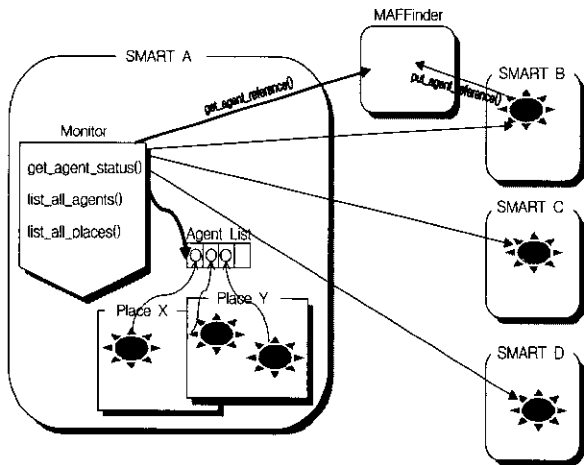 MAFFinder
SMART A
get_agent_reference()
put_agent_reference()
SMART B
Monitor
get_agent_status()
list_all_agents()
list_all_places()
SMART C
Agent List
Place X
Place Y
SMART D